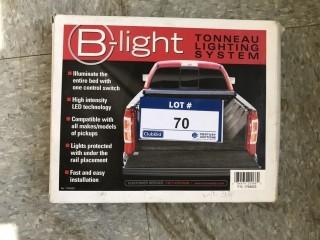 B-light
TONNEAU
LIGHTING
SYSTEM
Illuminate the
entire bed with
one control switch
High intensity
LED technology
Compatible with
all makes/models
of pickups
Lights protected
with under the
rail placement
Fast and easy
installation
LOT #
70
ClubBid